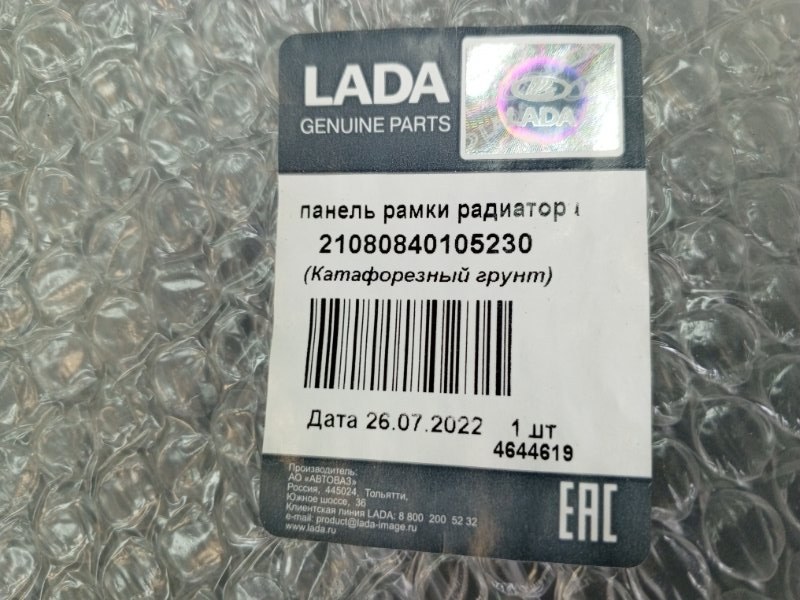 LADA
GENUINE PARTS
LADA
панель рамки радиатор
21080840105230
(Катафорезный грунт)
Дата 26.07.2022 1 шт
4644619
Производитель:
АО «АВТОВАЗ»
Россия, 445024, Тольятти,
Южное шоссе, 36
Клиентская линия LADA: 8 800 200 52 32
e-mail: product@lada-image.ru
www.lada.ru
EAC